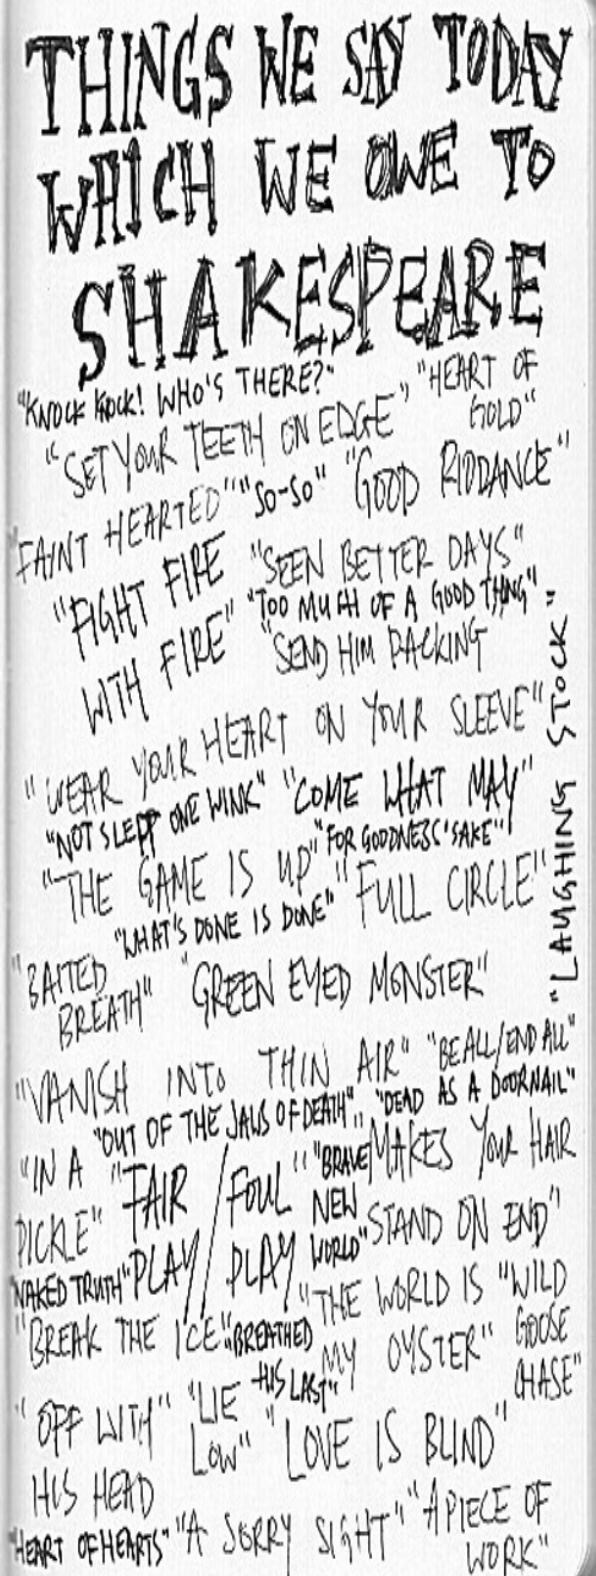 THINGS WE SAY TODAY
WHICH WE OWE TO
SHAKESPEARE
"KNOCK KNOCK! WHO'S THERE?" "HEART OF
GOLD"
"SET YOUR TEETH ON EDGE"
"FAINT HEARTED" "SO-SO" "GOOD RIDDANCE"
"FIGHT FIRE
WITH FIRE"
"SEEN BETTER DAYS"
"TOO MUCH OF A GOOD THING"
"SEND HIM PACKING
"LAUGHING STOCK"
"WEAR YOUR HEART ON YOUR SLEEVE"
"NOT SLEPT ONE WINK" "COME WHAT MAY"
"FOR GOODNESS' SAKE"
"THE GAME IS UP" "FULL CIRCLE"
"WHAT'S DONE IS DONE"
"BAITED
BREATH" "GREEN EYED MONSTER"
"VANISH INTO THIN AIR" "BE ALL/END ALL"
"OUT OF THE JAWS OF DEATH" "DEAD AS A DOORNAIL"
"IN A
PICKLE"
"FAIR
PLAY/
FOUL
PLAY
"BRAVE
NEW
WORLD"
MAKES YOUR HAIR
STAND ON END"
"NAKED TRUTH"
"THE WORLD IS
MY OYSTER"
"WILD
GOOSE
CHASE"
"BREAK THE ICE" "BREATHED
HIS LAST"
"OFF WITH"
HIS HEAD
"LIE
LOW" "LOVE IS BLIND"
"HEART OF HEARTS" "A SORRY SIGHT" "A PIECE OF
WORK"